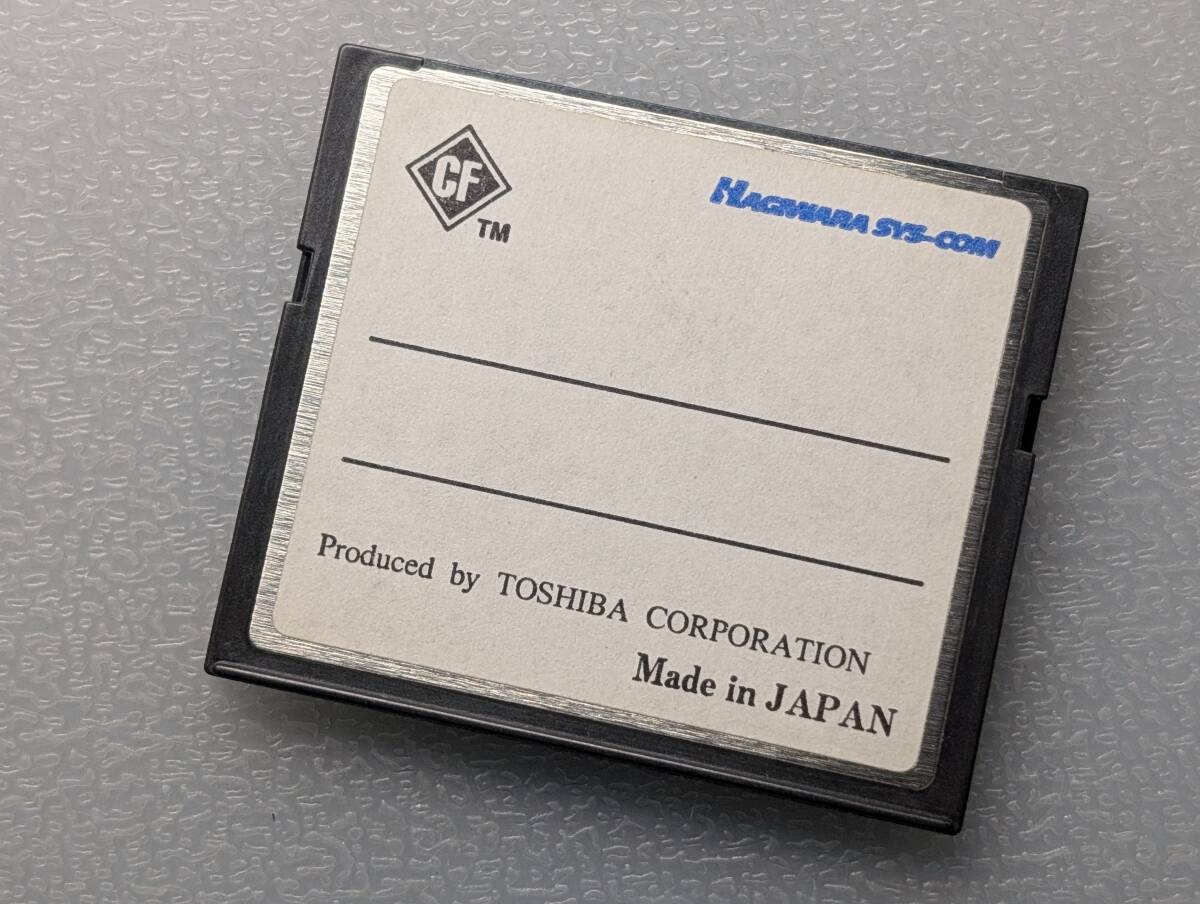 CF
TM
HAGIWARA SYS-COM
Produced by TOSHIBA CORPORATION
Made in JAPAN